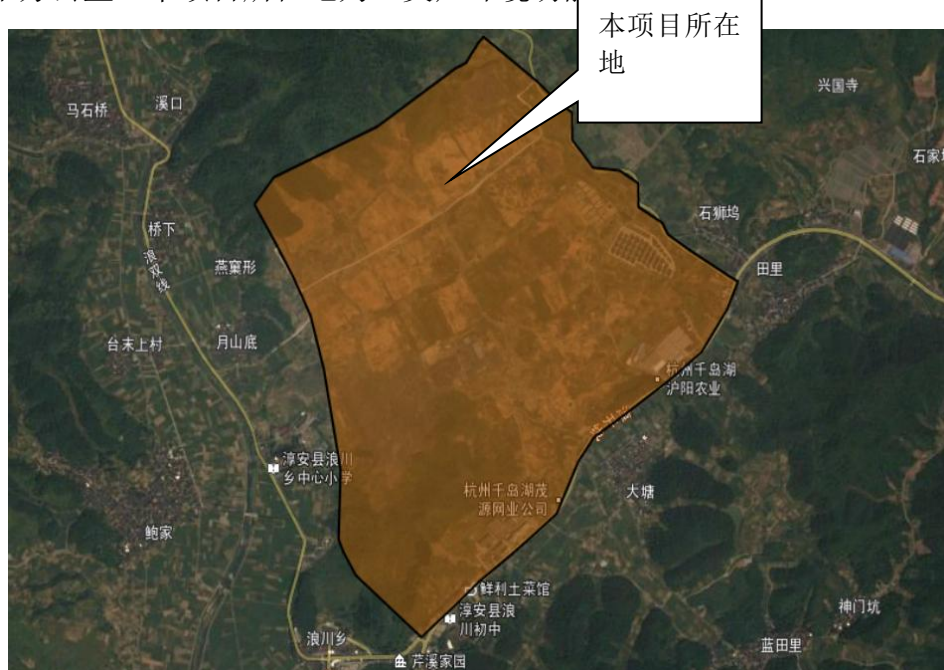 本项目所在
地
兴国寺
溪口
马石桥
石狮坞
桥下
浪双线
燕窠形
田里
台末上村
月山底
杭州千岛湖
沪阳农业
淳安县浪川
乡中心小学
杭州千岛湖茂
源网业公司
大塘
鲍家
鲜利土菜馆
淳安县浪
川初中
神门坑
浪川乡
蓝田里
芹溪家园